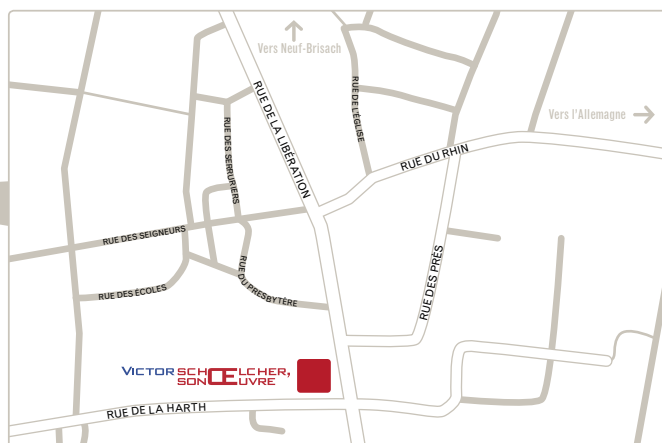 Vers Neuf-Brisach
Vers l'Allemagne
RUE DE LA LIBÉRATION
RUE DE L'ÉGLISE
RUE DES SERRURIERS
RUE DU RHIN
RUE DES SEIGNEURS
RUE DES PRÈS
RUE DES ÉCOLES
RUE DU PRESBYTÈRE
VICTOR SCHŒLCHER,
SON ŒUVRE
RUE DE LA HARTH